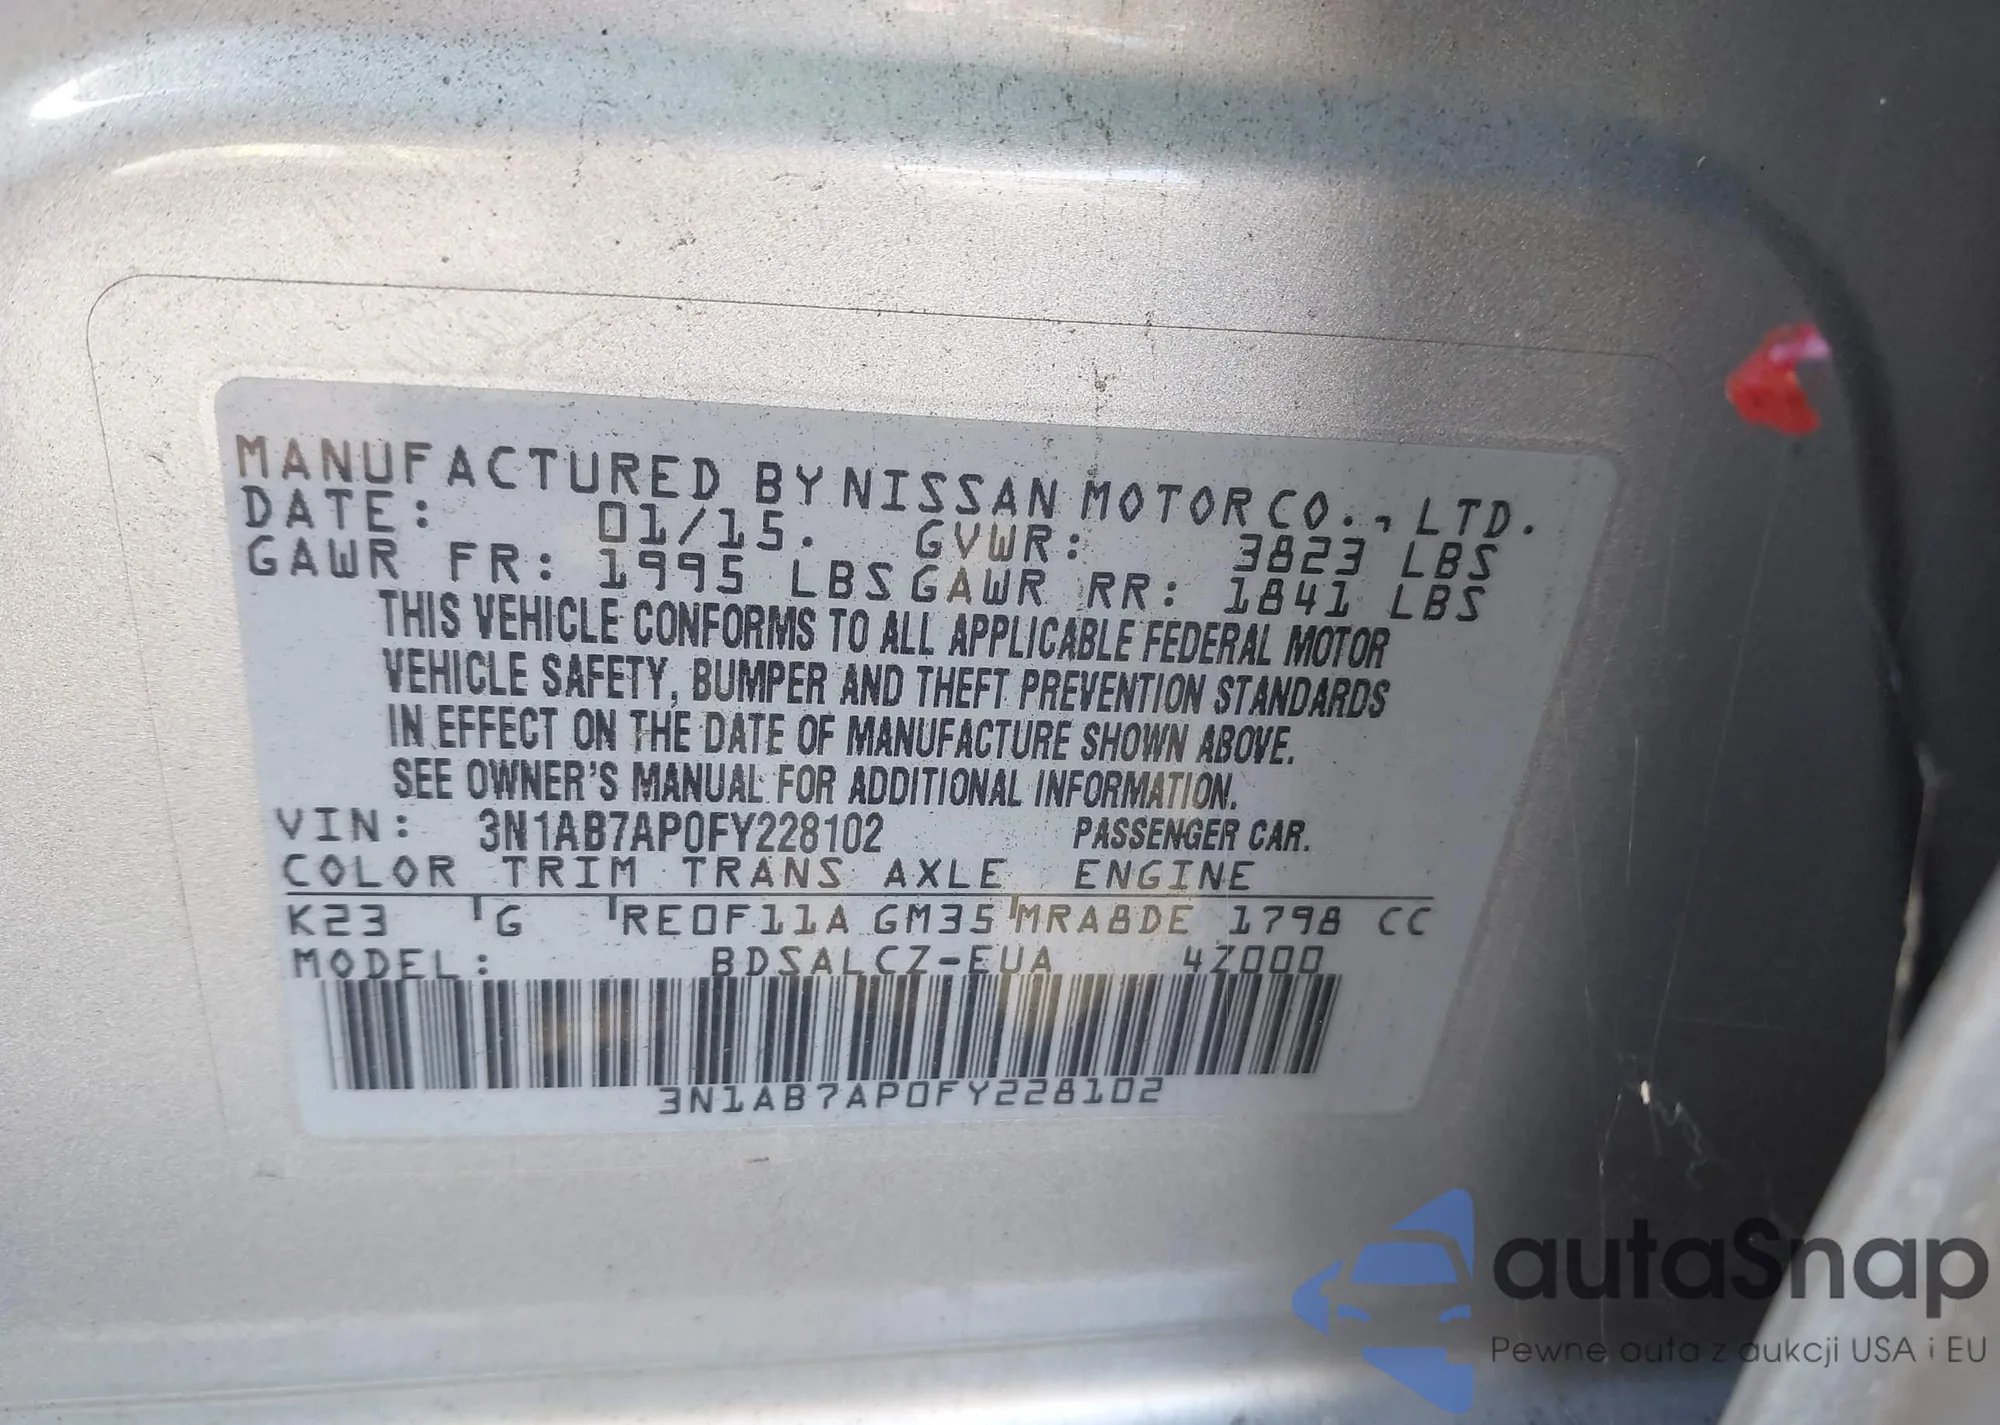 MANUFACTURED BY NISSAN MOTOR CO., LTD.
DATE: 01/15. GVWR: 3823 LBS
GAWR FR: 1995 LBS GAWR RR: 1841 LBS
THIS VEHICLE CONFORMS TO ALL APPLICABLE FEDERAL MOTOR
VEHICLE SAFETY, BUMPER AND THEFT PREVENTION STANDARDS
IN EFFECT ON THE DATE OF MANUFACTURE SHOWN ABOVE.
SEE OWNER'S MANUAL FOR ADDITIONAL INFORMATION.
VIN: 3N1AB7AP0FY228102 PASSENGER CAR.
COLOR TRIM TRANS AXLE ENGINE
K23 G RE0F11A GM35 MRA8DE 1798 CC
MODEL: BDSALCZ-EUA 4Z000
3N1AB7AP0FY228102
autaSnap
Pewne auta z aukcji USA i EU